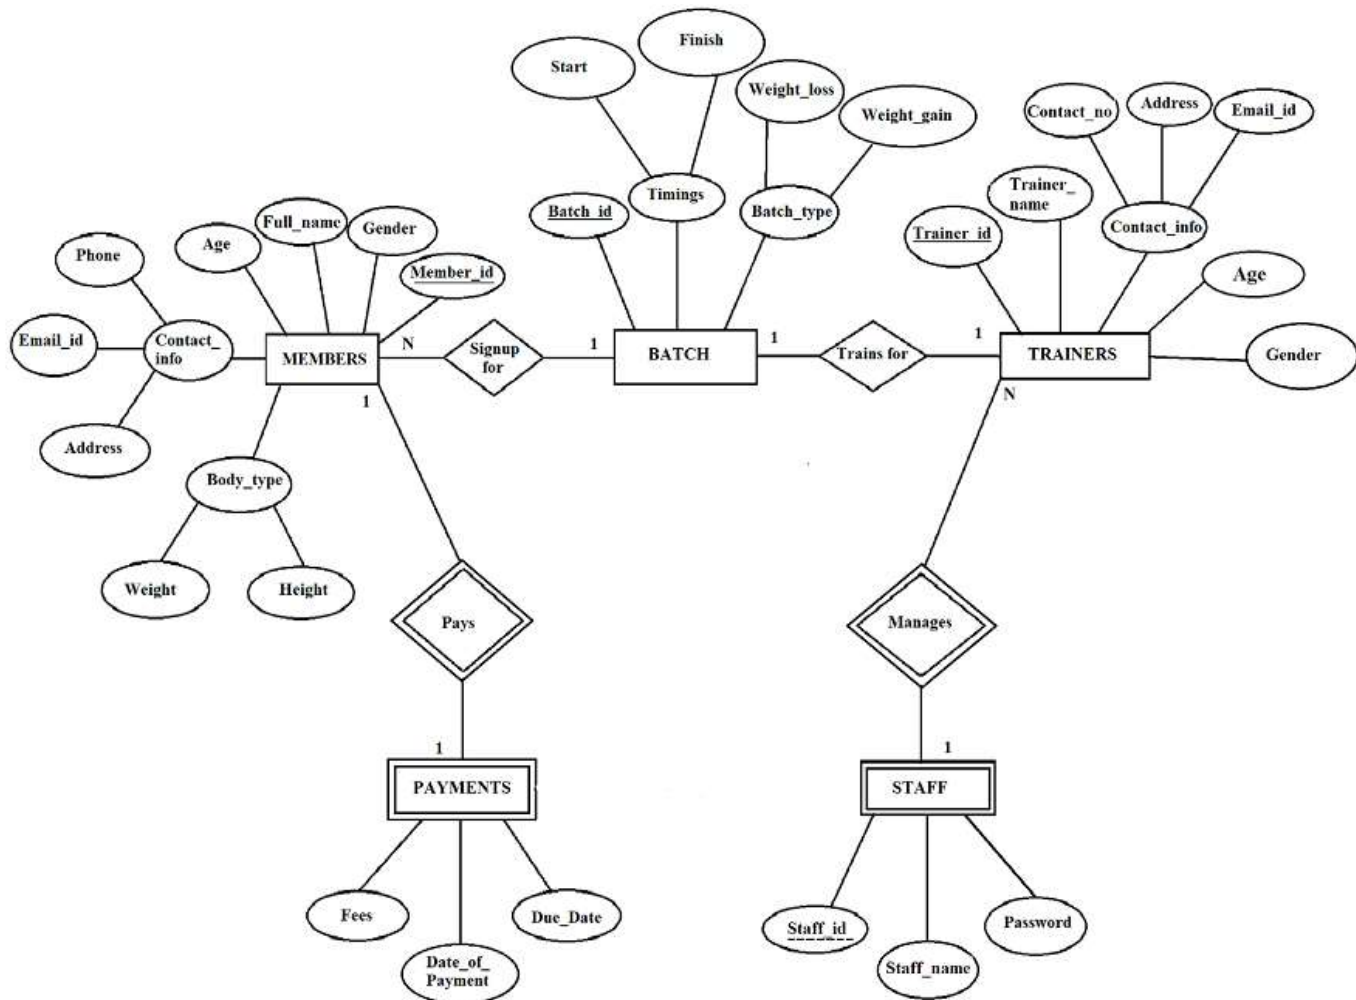 Finish
Start
Weight_loss
Weight_gain
Contact_no
Address
Email_id
Timings
Batch_id
Batch_type
Trainer_
name
Trainer_id
Contact_info
Age
Gender
Full_name
Gender
Age
Member_id
Phone
Email_id
Contact_
info
Address
MEMBERS
N
Signup
for
1
BATCH
1
Trains for
1
TRAINERS
1
N
Body_type
Weight
Height
Pays
Manages
1
1
PAYMENTS
STAFF
Fees
Date_of_
Payment
Due_Date
Staff_id
Staff_name
Password